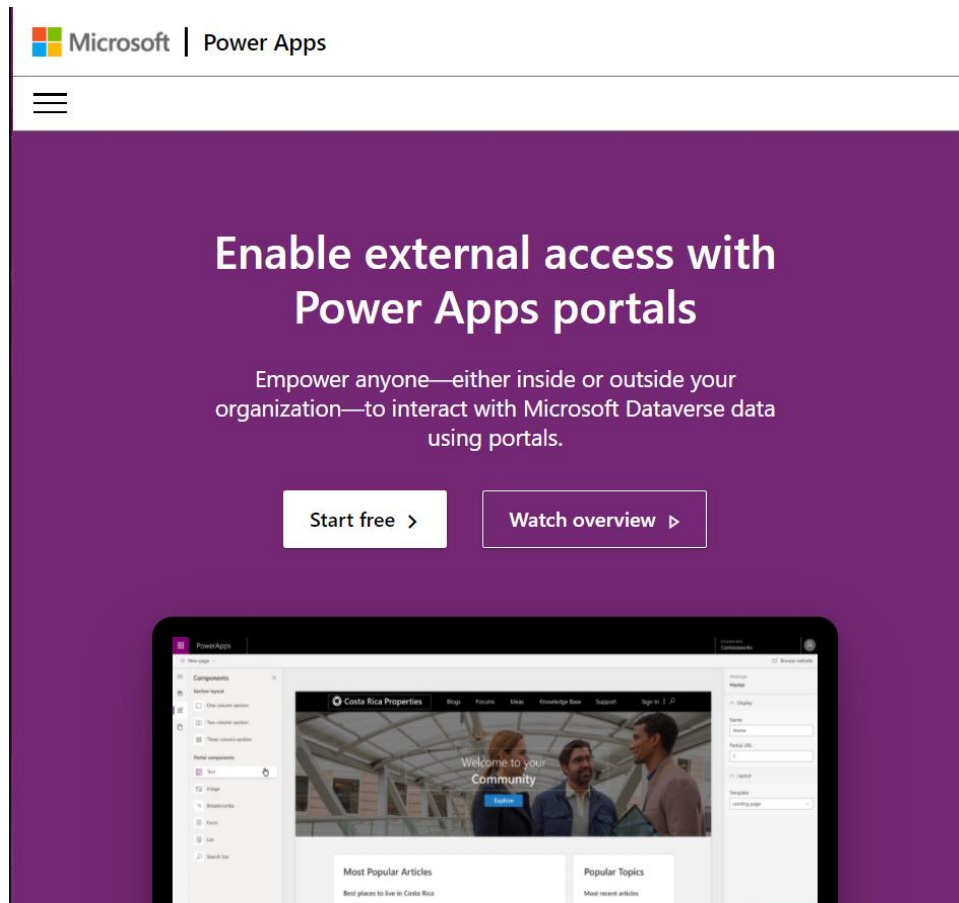 Microsoft | Power Apps
Enable external access with
Power Apps portals
Empower anyone—either inside or outside your
organization—to interact with Microsoft Dataverse data
using portals.
Start free
Watch overview
PowerApps
New page
Browse website
Components
Section layout
One column section
Two column section
Three column section
Portal components
Text
Image
Breadcrumbs
Form
List
Search bar
Costa Rica Properties
Blogs Forums Ideas Knowledge Base Support Sign In
Welcome to your
Community
Explore
Most Popular Articles
Best places to live in Costa Rica
Popular Topics
Most recent articles
Home
Display
Name
Home
Partial URL
/
Layout
Template
Landing page